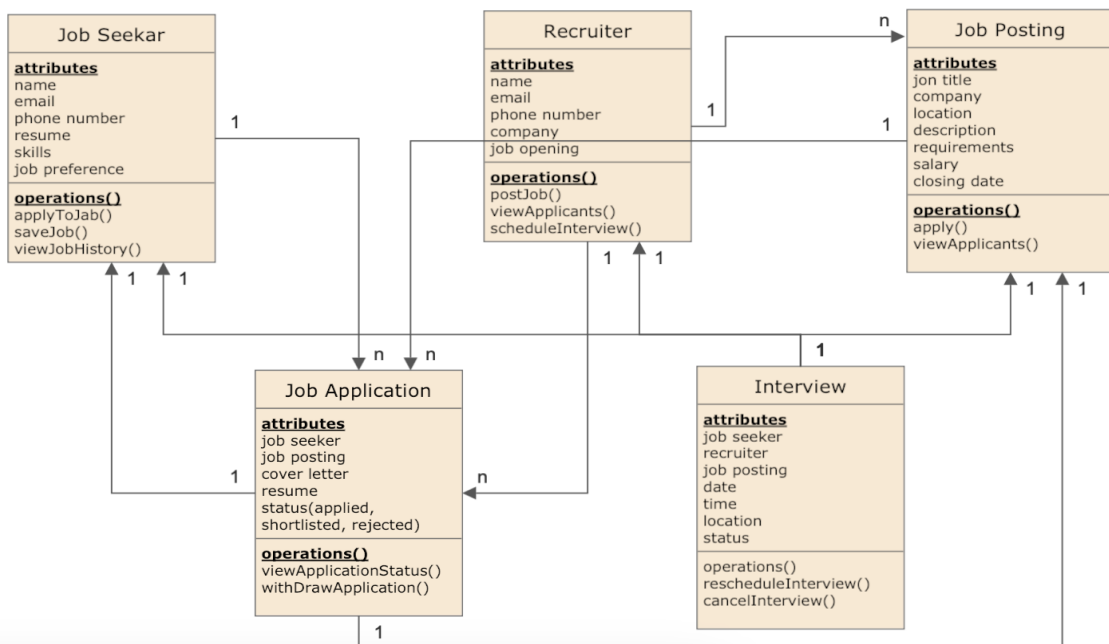 Job Seekar
attributes
name
email
phone number
resume
skills
job preference
operations()
applyToJab()
saveJob()
viewJobHistory()
Recruiter
attributes
name
email
phone number
company
job opening
operations()
postJob()
viewApplicants()
scheduleInterview()
Job Posting
attributes
jon title
company
location
description
requirements
salary
closing date
operations()
apply()
viewApplicants()
1
1
n
1
1
1
1
1
1
1
n
n
1
Job Application
attributes
job seeker
job posting
cover letter
resume
status(applied,
shortlisted, rejected)
operations()
viewApplicationStatus()
withDrawApplication()
1
n
1
Interview
attributes
job seeker
recruiter
job posting
date
time
location
status
operations()
rescheduleInterview()
cancelInterview()